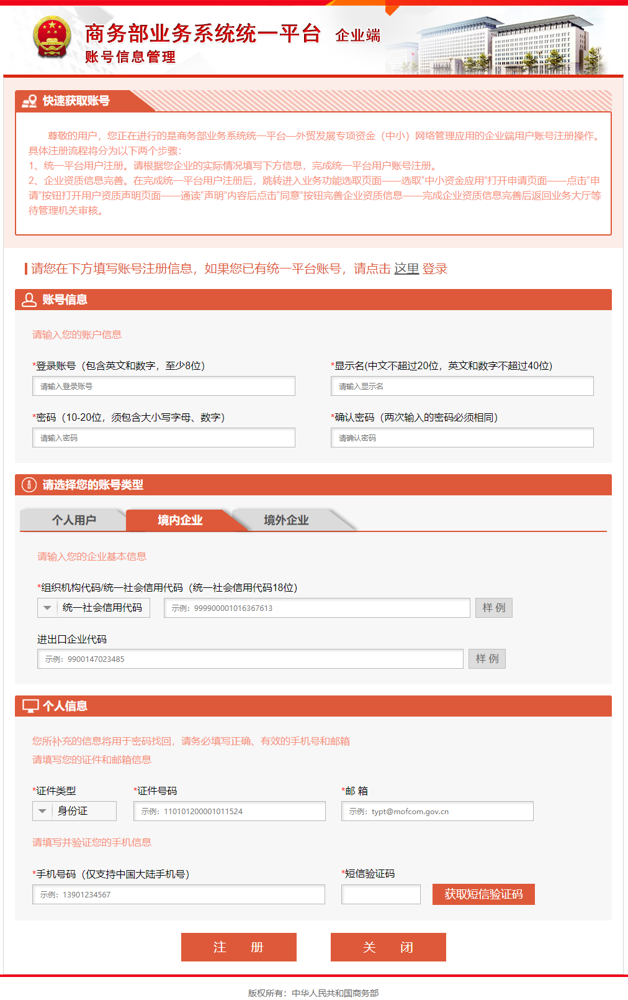 商务部业务系统统一平台 企业端
账号信息管理
快速获取账号
尊敬的用户，您正在进行的是商务部业务系统统一平台—外贸发展专项资金（中小）网络管理应用的企业端用户账号注册操作。
具体注册流程将分为以下两个步骤：
1、统一平台用户注册。请根据您企业的实际情况填写下方信息，完成统一平台用户账号注册。
2、企业资质信息完善。在完成统一平台用户注册后，跳转进入业务功能选取页面——选取“中小资金应用”打开申请页面——点击“申
请”按钮打开用户资质声明页面——通读“声明”内容后点击“同意”按钮完善企业资质信息——完成企业资质信息完善后返回业务大厅等
待管理机关审核。
请您在下方填写账号注册信息，如果您已有统一平台账号，请点击 这里 登录
账号信息
请输入您的账户信息
*登录账号（包含英文和数字，至少8位） *显示名(中文不超过20位，英文和数字不超过40位)
请输入登录账号 请输入显示名
*密码（10-20位，须包含大小写字母、数字） *确认密码（两次输入的密码必须相同）
请输入密码 请确认密码
请选择您的账号类型
个人用户 境内企业 境外企业
请输入您的企业基本信息
*组织机构代码/统一社会信用代码（统一社会信用代码18位）
统一社会信用代码 示例：999900001016367613 样 例
进出口企业代码
示例：9900147023485 样 例
个人信息
您所补充的信息将用于密码找回，请务必填写正确、有效的手机号和邮箱
请填写您的证件和邮箱信息
*证件类型 *证件号码 *邮 箱
身份证 示例：110101200001011524 示例：typt@mofcom.gov.cn
请填写并验证您的手机信息
*手机号码（仅支持中国大陆手机号） *短信验证码
示例：13901234567 获取短信验证码
注 册 关 闭
版权所有：中华人民共和国商务部